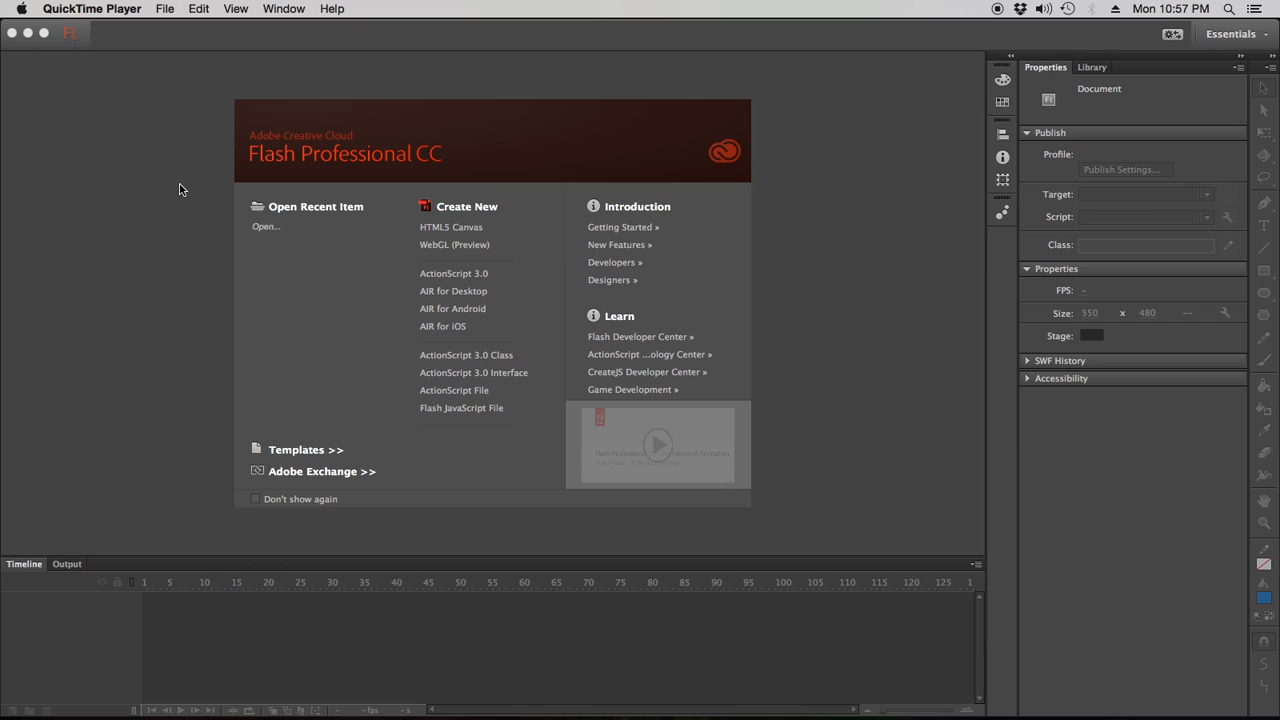 QuickTime Player File Edit View Window Help
Mon 10:57 PM
Fl
Essentials
Adobe Creative Cloud
Flash Professional CC
Open Recent Item
Open...
Templates >>
Adobe Exchange >>
Don't show again
Create New
HTML5 Canvas
WebGL (Preview)
ActionScript 3.0
AIR for Desktop
AIR for Android
AIR for iOS
ActionScript 3.0 Class
ActionScript 3.0 Interface
ActionScript File
Flash JavaScript File
Introduction
Getting Started »
New Features »
Developers »
Designers »
Learn
Flash Developer Center »
ActionScript ...ology Center »
CreateJS Developer Center »
Game Development »
Properties Library
Fl
Document
Publish
Profile:
Publish Settings...
Target:
Script:
Class:
Properties
FPS: -
Size: 550 x 480
Stage:
SWF History
Accessibility
Timeline Output
1 5 10 15 20 25 30 35 40 45 50 55 60 65 70 75 80 85 90 95 100 105 110 115 120 125 1
- -fps -s